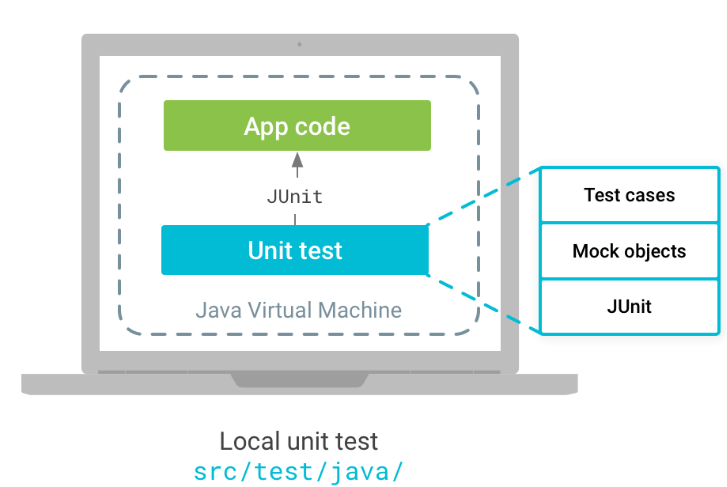 App code
JUnit
Unit test
Java Virtual Machine
Test cases
Mock objects
JUnit
Local unit test
src/test/java/